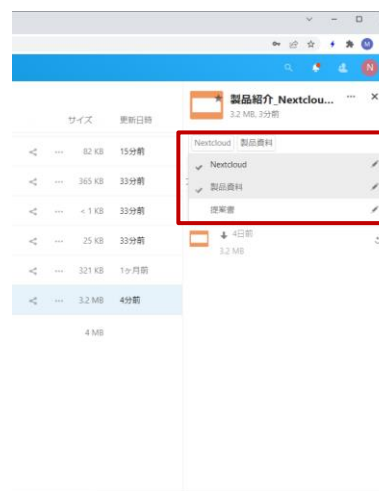 M
N
サイズ 更新日時
82 KB 15分前
365 KB 33分前
< 1 KB 33分前
25 KB 33分前
321 KB 1ヶ月前
3.2 MB 4分前
4 MB
製品紹介_Nextclou...
3.2 MB, 3分前
Nextcloud 製品資料
Nextcloud
製品資料
提案書
4日前
3.2 MB